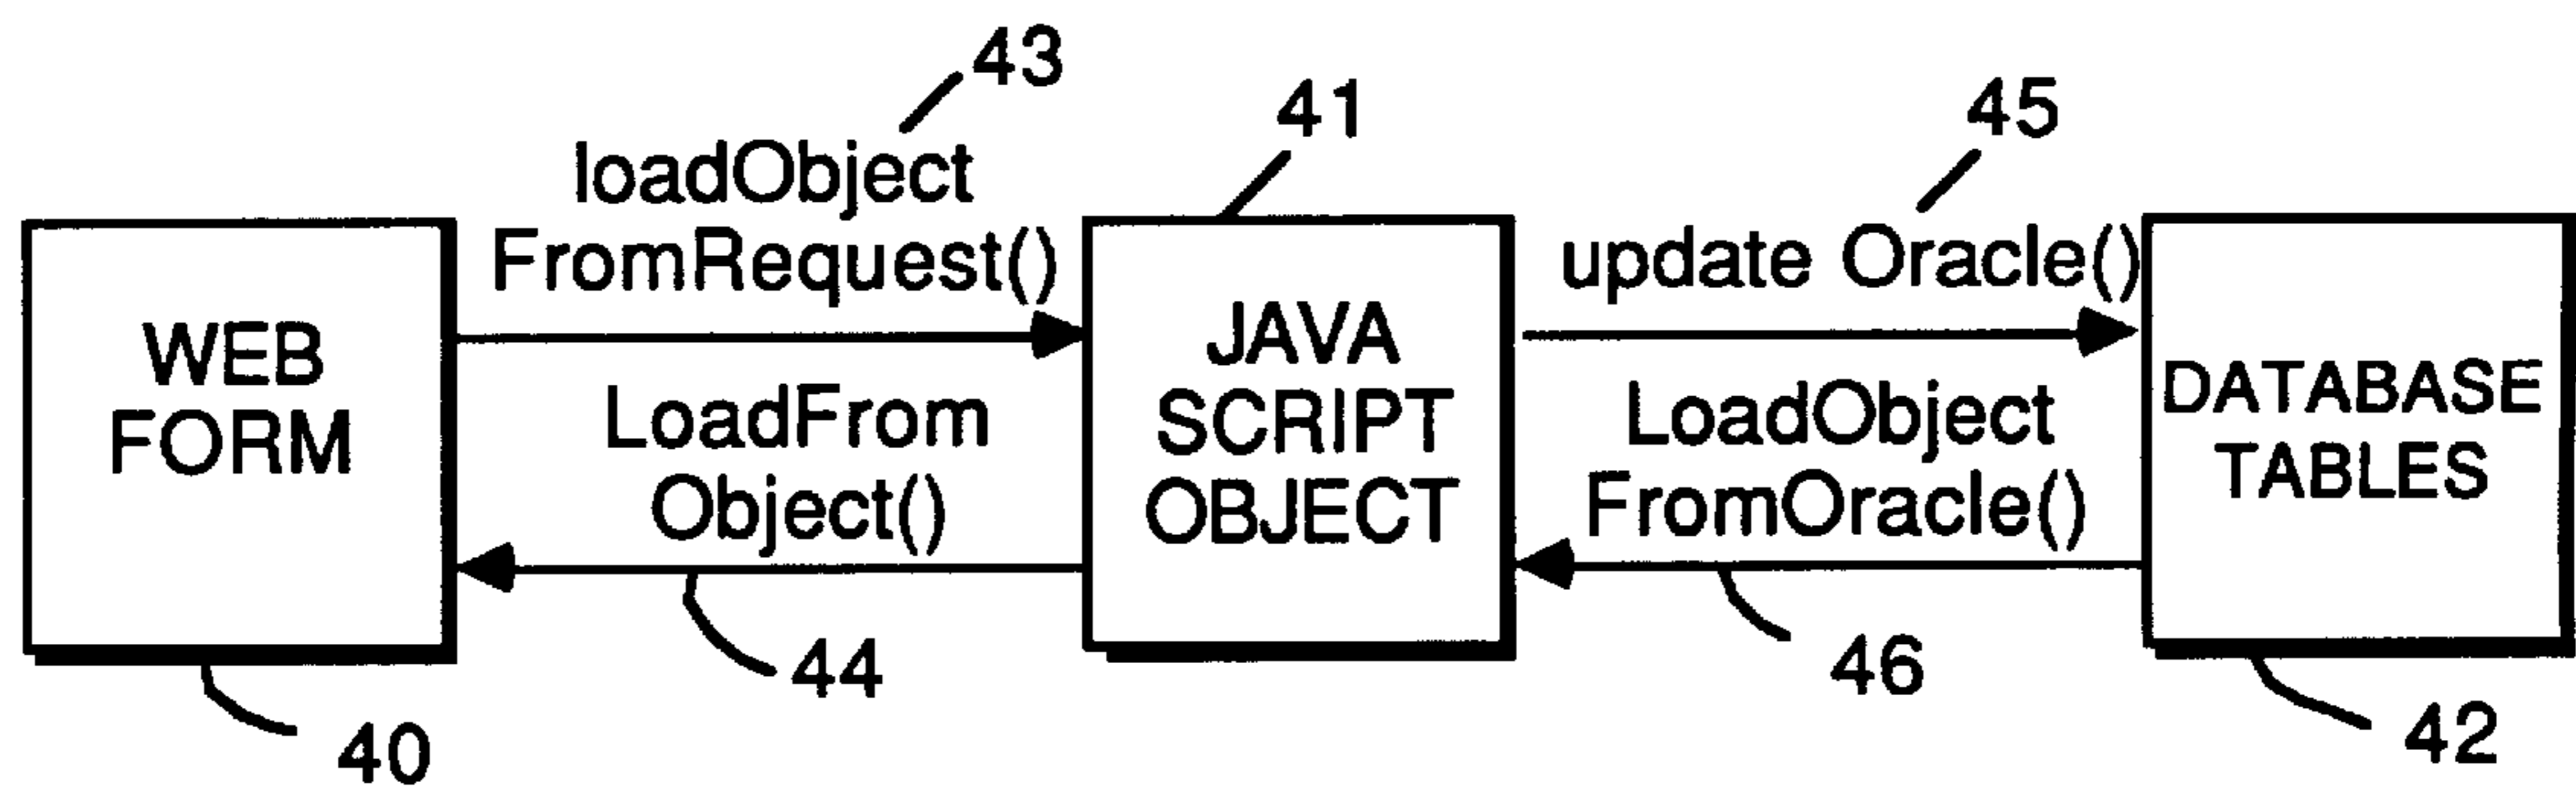 43
loadObject
FromRequest()
41
45
update Oracle()
WEB
FORM
LoadFrom
Object()
JAVA
SCRIPT
OBJECT
LoadObject
FromOracle()
DATABASE
TABLES
44
46
40
42